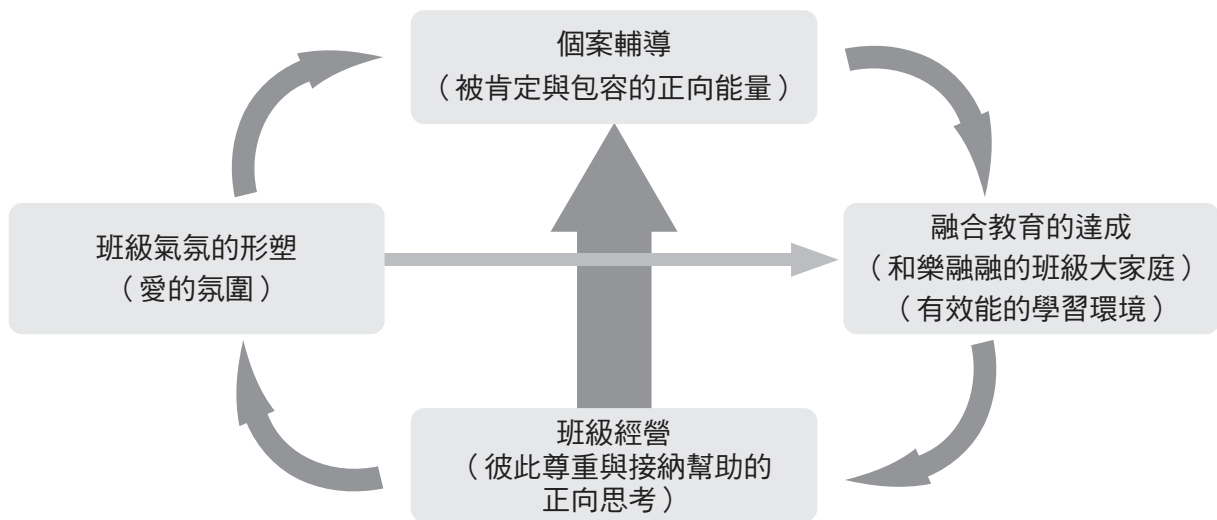 個案輔導
（被肯定與包容的正向能量）
班級氣氛的形塑
（愛的氛圍）
融合教育的達成
（和樂融融的班級大家庭）
（有效能的學習環境）
班級經營
（彼此尊重與接納幫助的
正向思考）